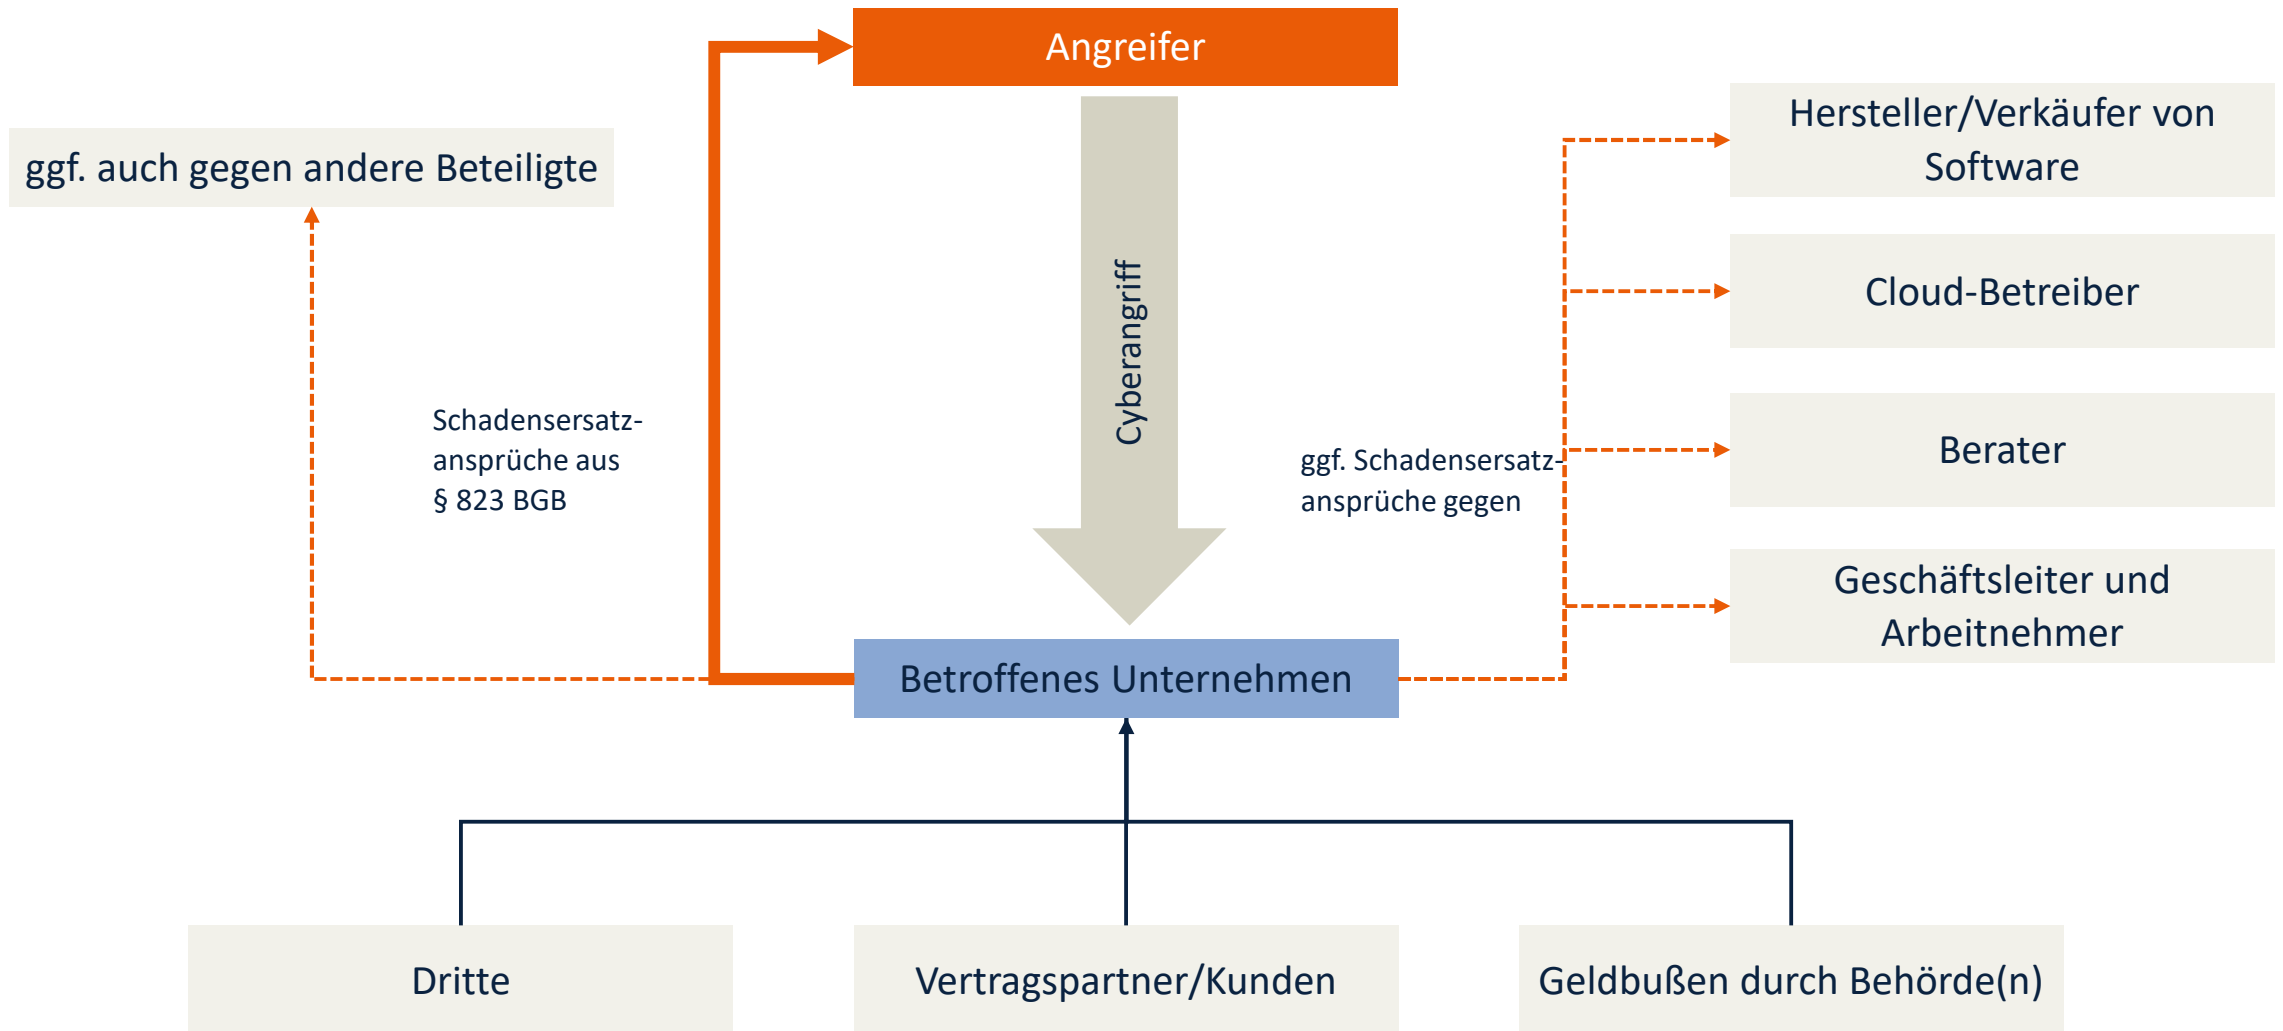 Angreifer
ggf. auch gegen andere Beteiligte
Hersteller/Verkäufer von
Software
Cloud-Betreiber
Cyberangriff
Schadensersatz-
ansprüche aus
§ 823 BGB
ggf. Schadensersatz-
ansprüche gegen
Berater
Geschäftsleiter und
Arbeitnehmer
Betroffenes Unternehmen
Dritte
Vertragspartner/Kunden
Geldbußen durch Behörde(n)